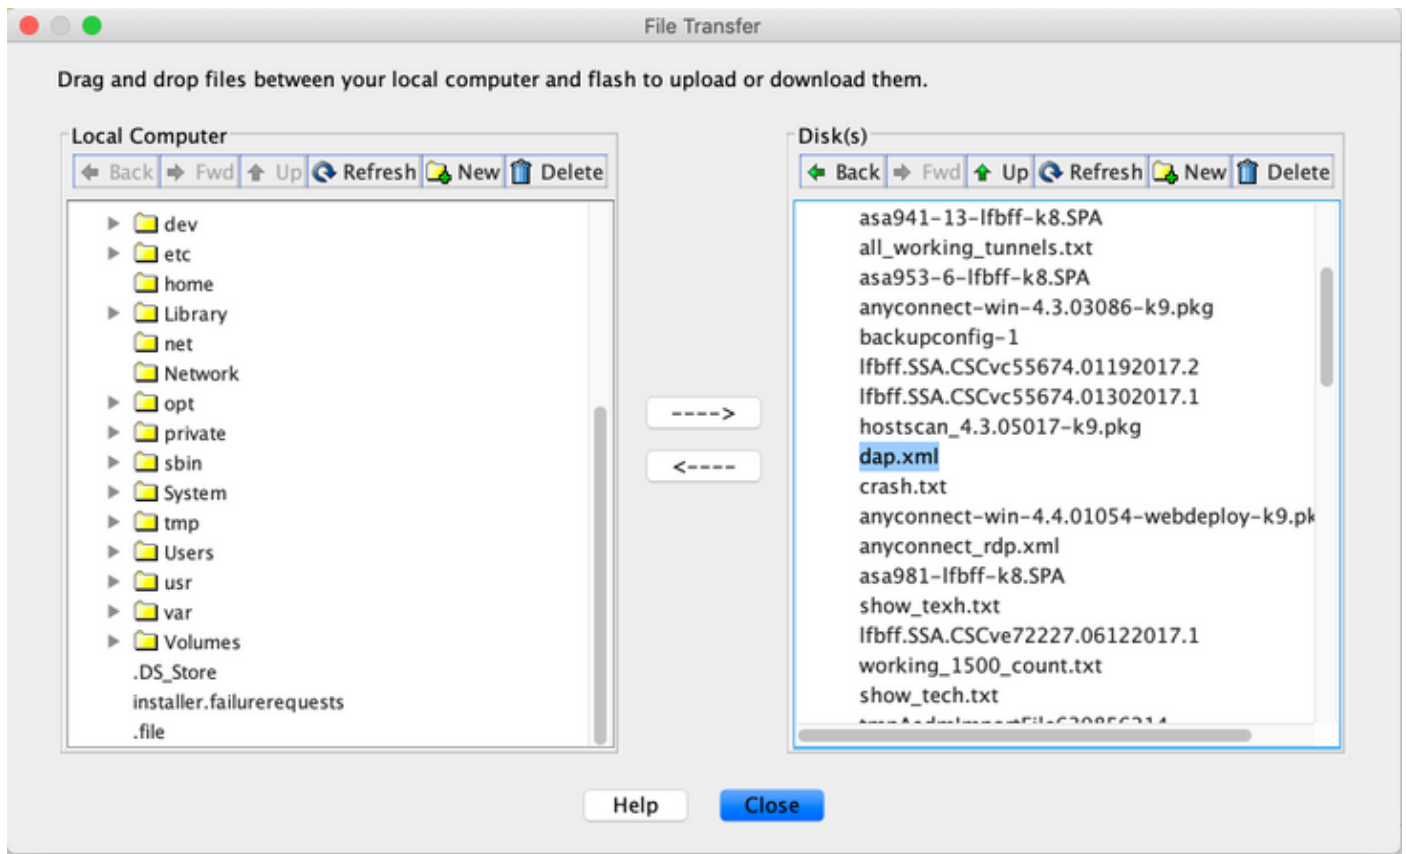 File Transfer
Drag and drop files between your local computer and flash to upload or download them.
Local Computer
Back Fwd Up Refresh New Delete
dev
etc
home
Library
net
Network
opt
private
sbin
System
tmp
Users
usr
var
Volumes
.DS_Store
installer.failurerequests
.file
---->
<----
Disk(s)
Back Fwd Up Refresh New Delete
asa941-13-lfbff-k8.SPA
all_working_tunnels.txt
asa953-6-lfbff-k8.SPA
anyconnect-win-4.3.03086-k9.pkg
backupconfig-1
lfbff.SSA.CSCvc55674.01192017.2
lfbff.SSA.CSCvc55674.01302017.1
hostscan_4.3.05017-k9.pkg
dap.xml
crash.txt
anyconnect-win-4.4.01054-webdeploy-k9.pk
anyconnect_rdp.xml
asa981-lfbff-k8.SPA
show_texh.txt
lfbff.SSA.CSCve72227.06122017.1
working_1500_count.txt
show_tech.txt
Help
Close